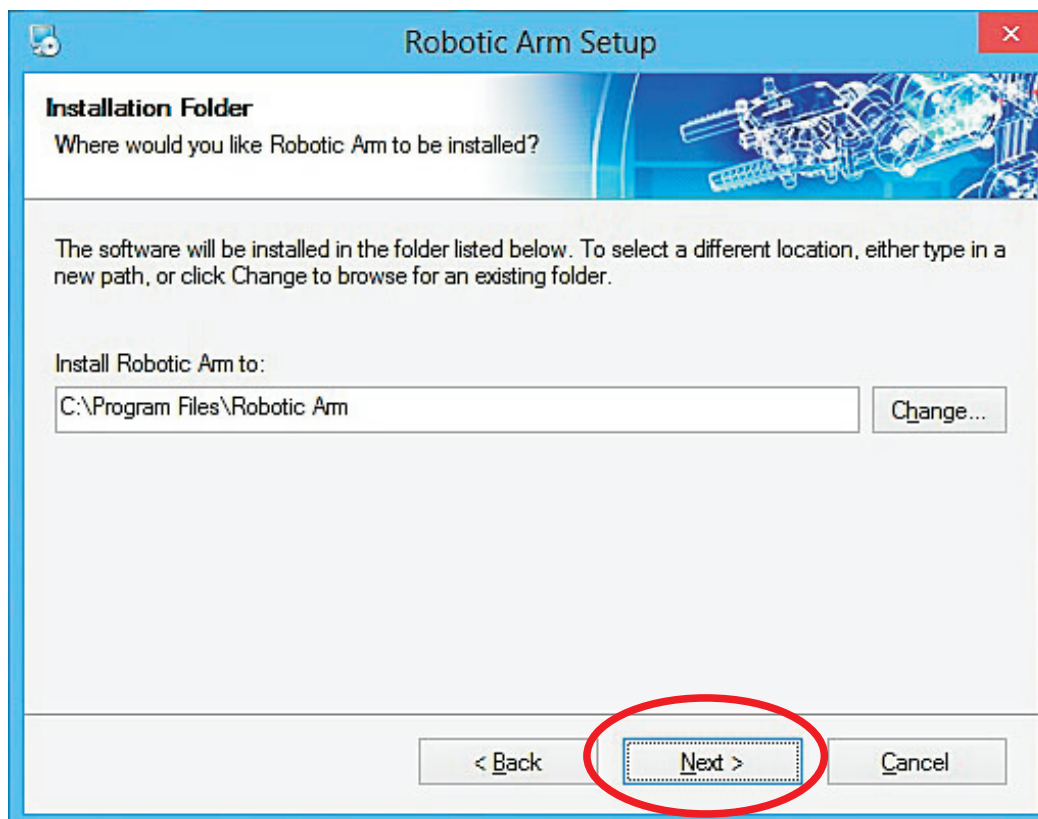 Robotic Arm Setup
Installation Folder
Where would you like Robotic Arm to be installed?
The software will be installed in the folder listed below. To select a different location, either type in a
new path, or click Change to browse for an existing folder.
Install Robotic Arm to:
C:\Program Files\Robotic Arm
Change...
< Back
Next >
Cancel